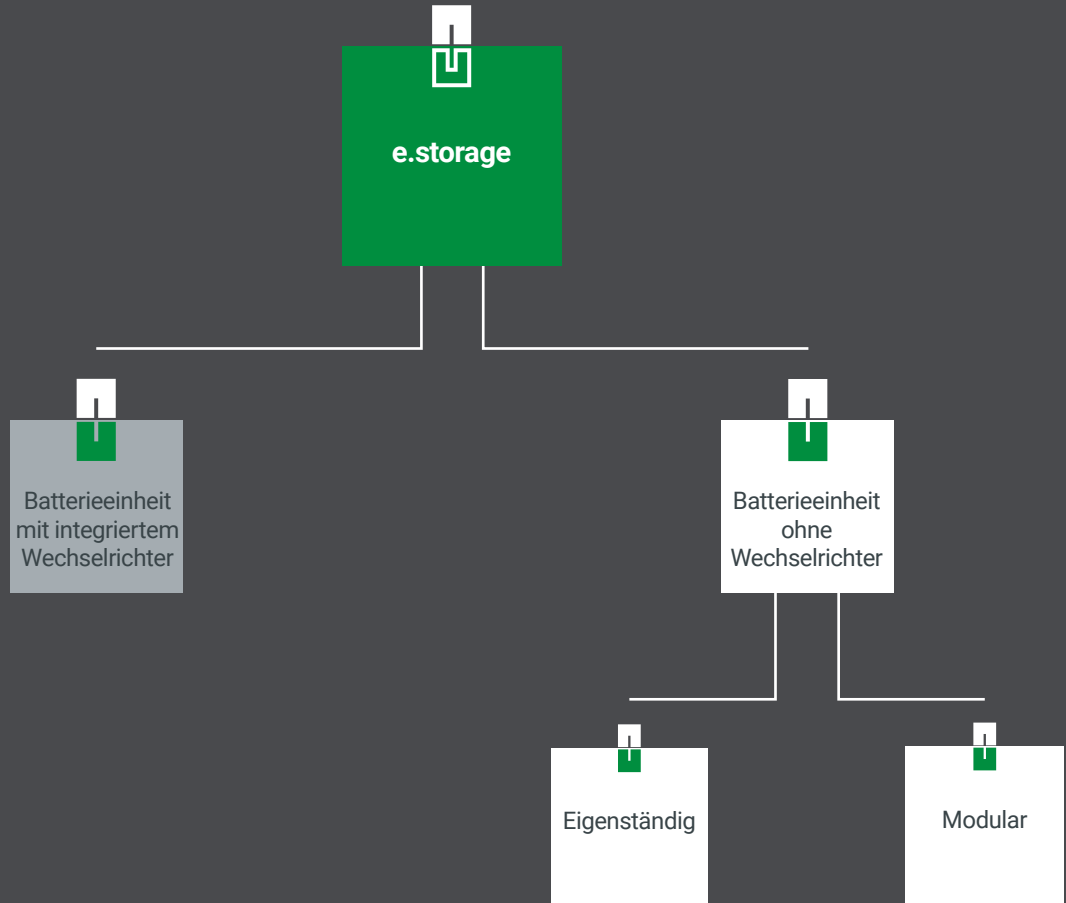 e.storage
Batterieeinheit
mit integriertem
Wechselrichter
Batterieeinheit
ohne
Wechselrichter
Eigenständig
Modular